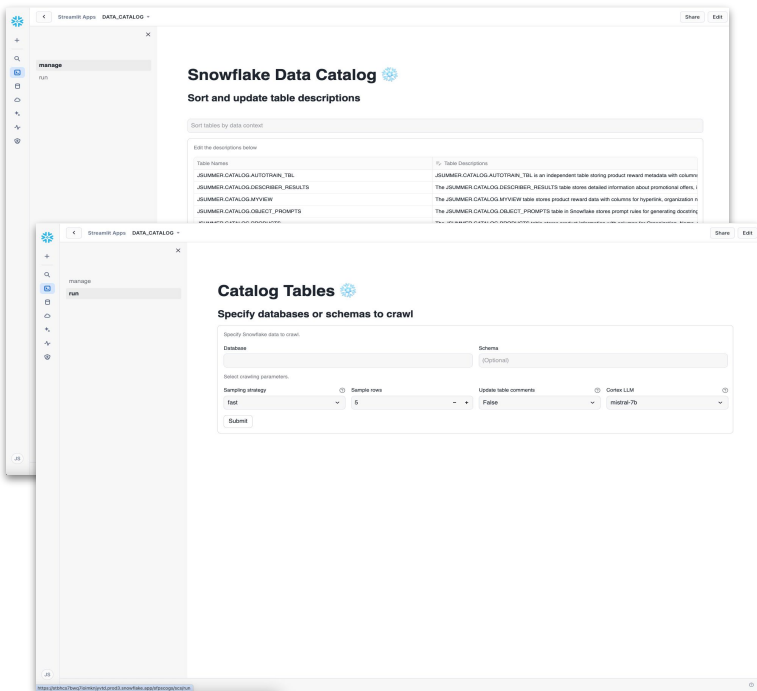 Streamlit Apps DATA_CATALOG
Share Edit
manage
run
Snowflake Data Catalog
Sort and update table descriptions
Sort tables by data context
Edit the descriptions below
Table Names Table Descriptions
JSUMMER.CATALOG.AUTOTRAIN_TBL JSUMMER.CATALOG.AUTOTRAIN_TBL is an independent table storing product reward metadata with columns
JSUMMER.CATALOG.DESCRIBER_RESULTS The JSUMMER.CATALOG.DESCRIBER_RESULTS table stores detailed information about promotional offers, i
JSUMMER.CATALOG.MYVIEW The JSUMMER.CATALOG.MYVIEW table stores product reward data with columns for hyperlink, organization n
JSUMMER.CATALOG.OBJECT_PROMPTS The JSUMMER.CATALOG.OBJECT_PROMPTS table in Snowflake stores prompt rules for generating docstring
JS
Streamlit Apps DATA_CATALOG
Share Edit
manage
run
Catalog Tables
Specify databases or schemas to crawl
Specify Snowflake data to crawl.
Database Schema
(Optional)
Select crawling parameters.
Sampling strategy Sample rows Update table comments Cortex LLM
fast 5 - + False mistral-7b
Submit
JS